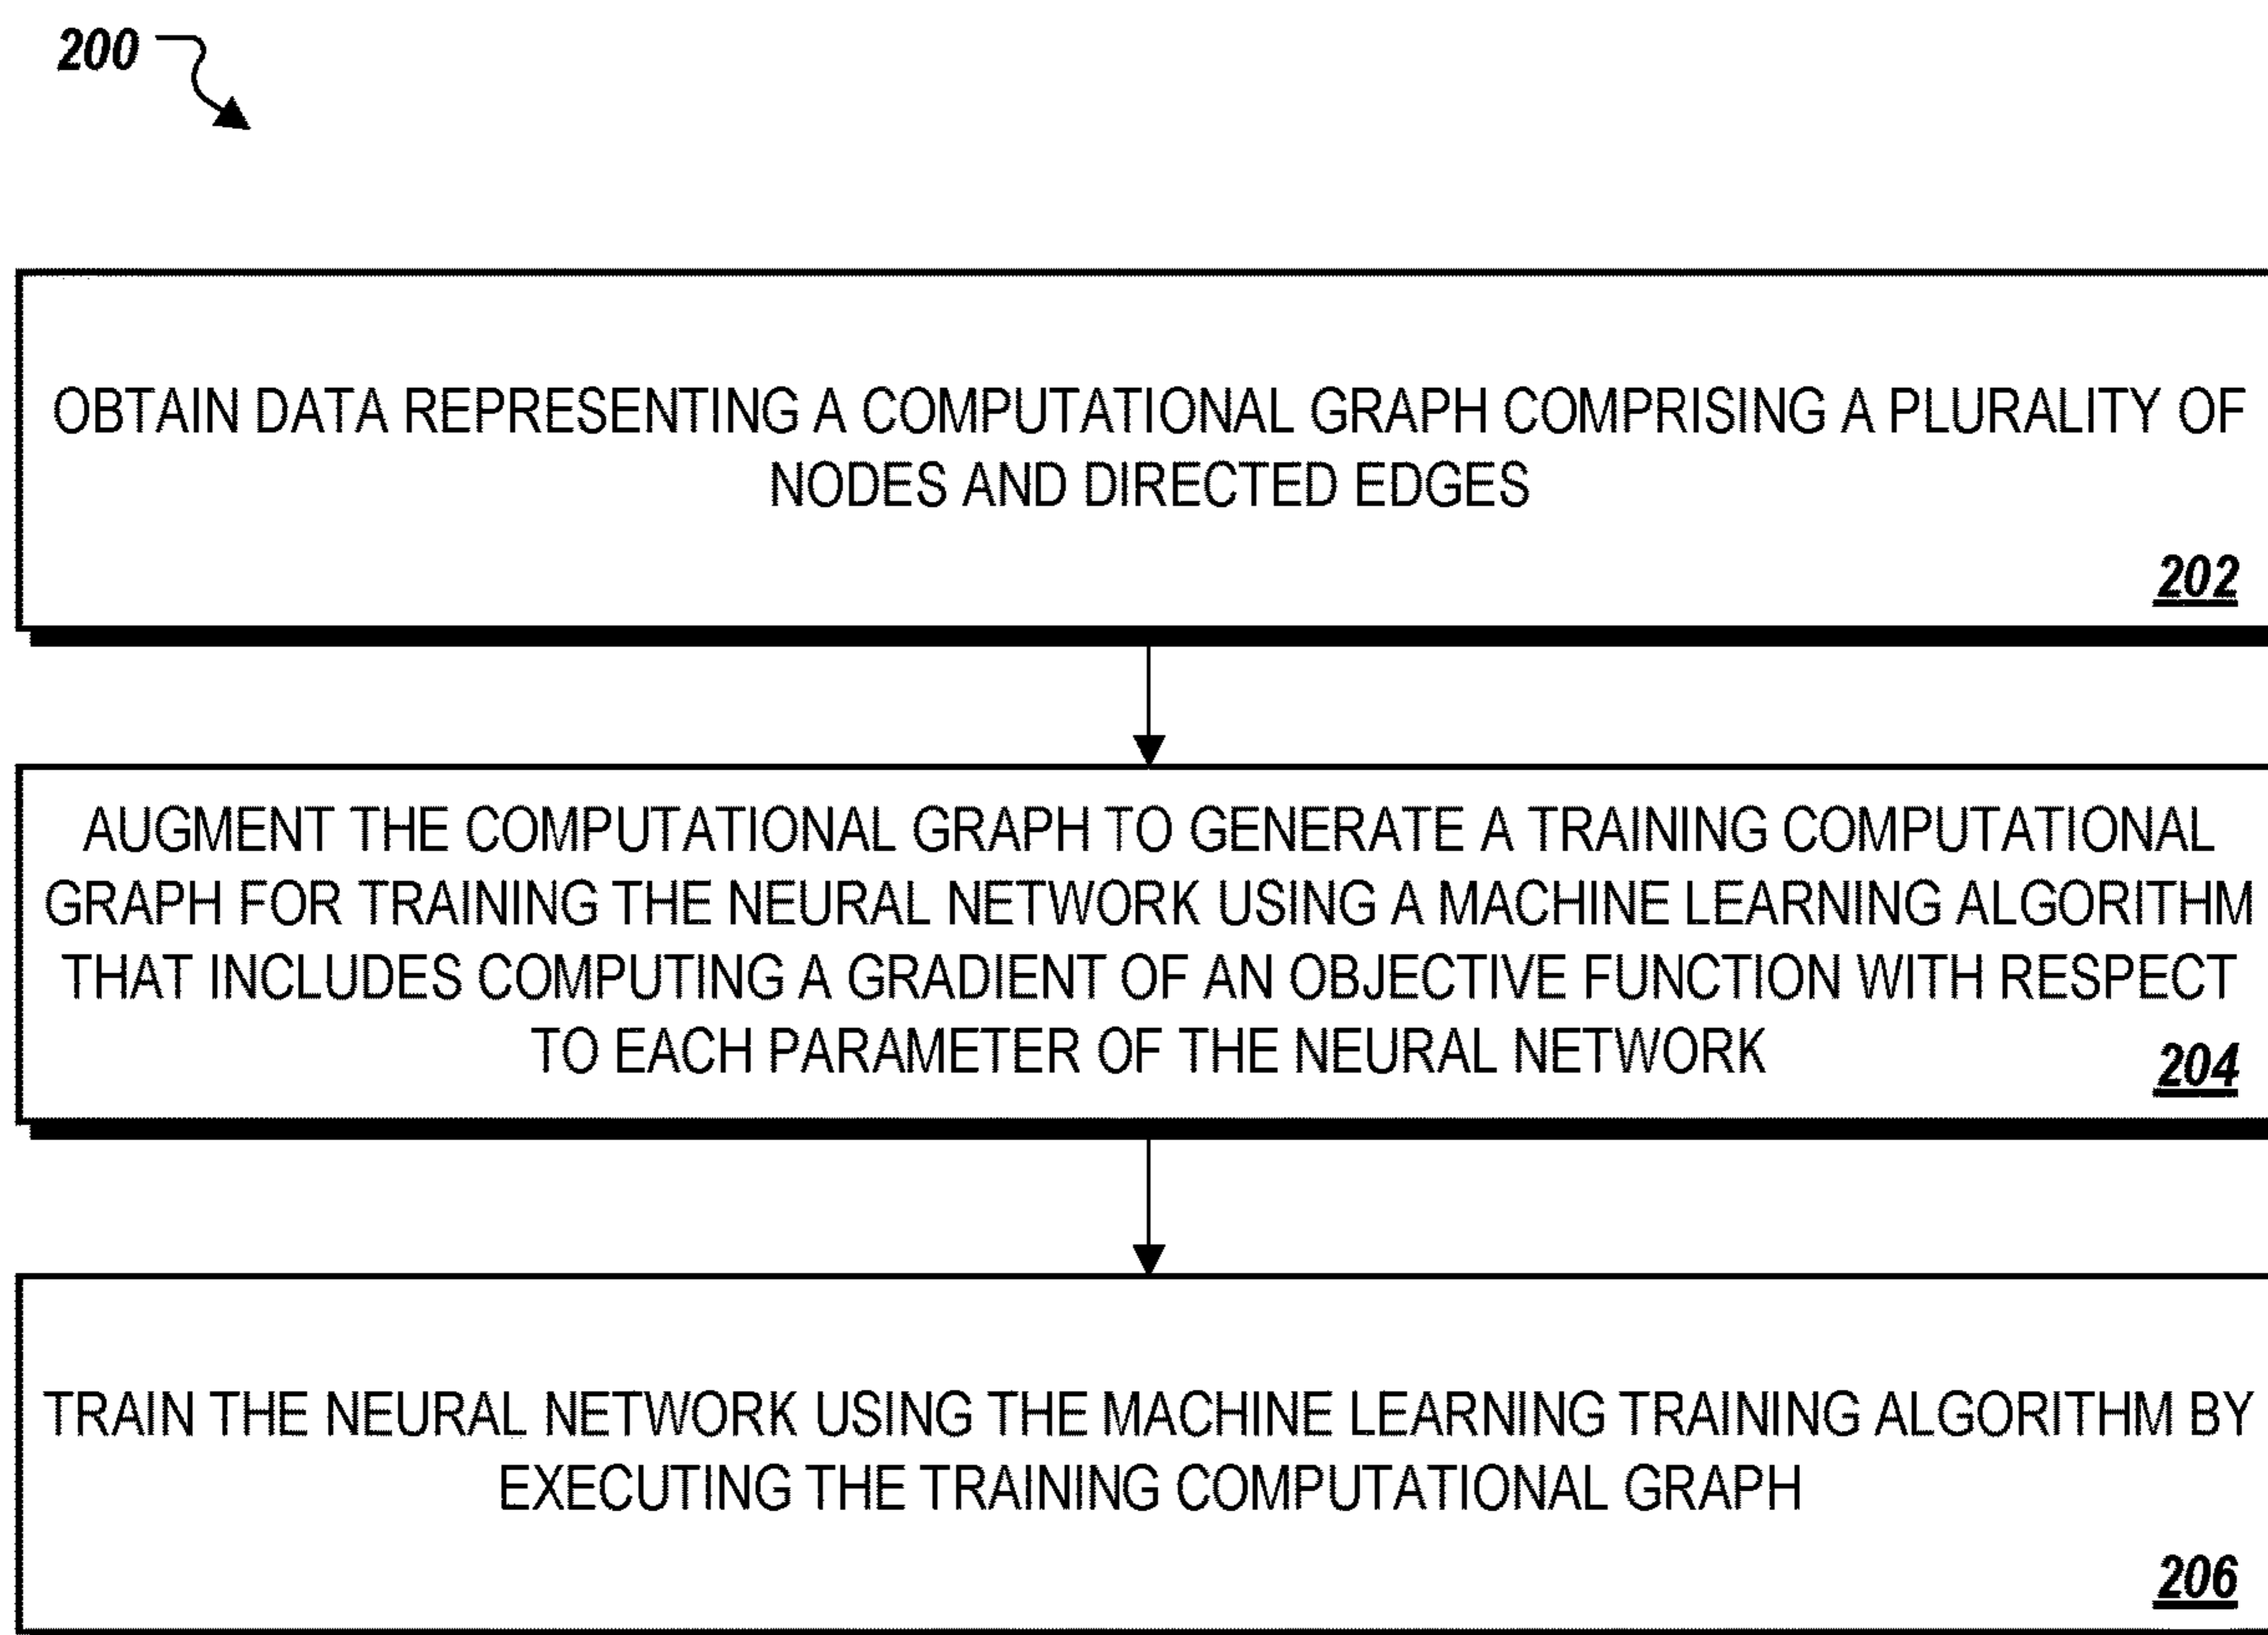 200
OBTAIN DATA REPRESENTING A COMPUTATIONAL GRAPH COMPRISING A PLURALITY OF
NODES AND DIRECTED EDGES
202
AUGMENT THE COMPUTATIONAL GRAPH TO GENERATE A TRAINING COMPUTATIONAL
GRAPH FOR TRAINING THE NEURAL NETWORK USING A MACHINE LEARNING ALGORITHM
THAT INCLUDES COMPUTING A GRADIENT OF AN OBJECTIVE FUNCTION WITH RESPECT
TO EACH PARAMETER OF THE NEURAL NETWORK
204
TRAIN THE NEURAL NETWORK USING THE MACHINE LEARNING TRAINING ALGORITHM BY
EXECUTING THE TRAINING COMPUTATIONAL GRAPH
206